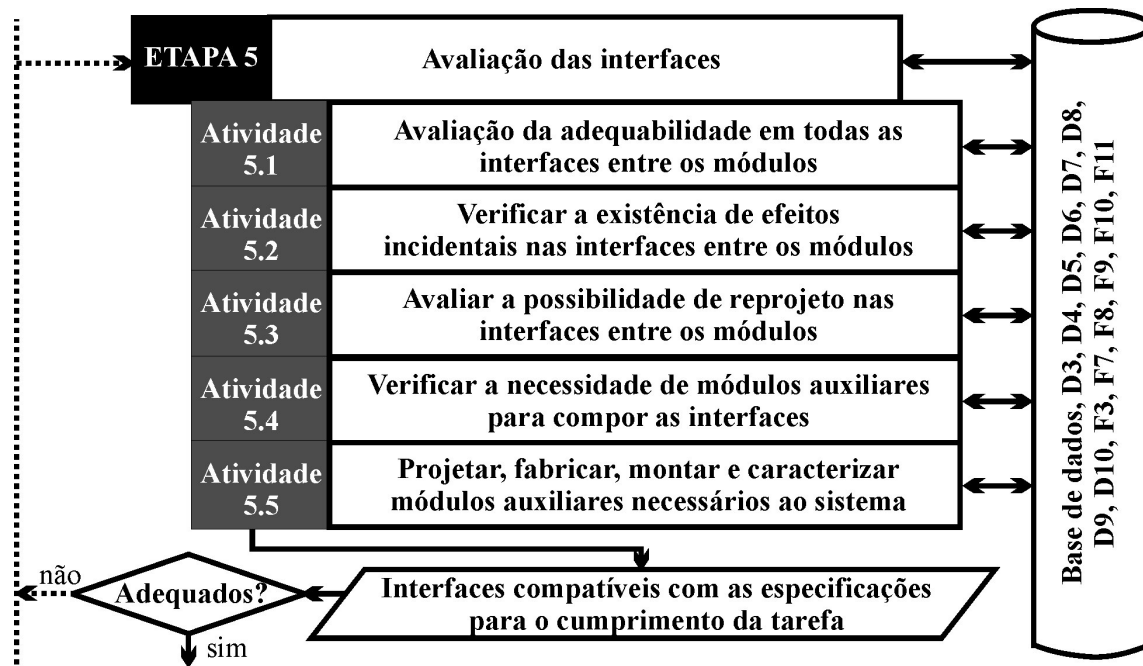 ETAPA 5
Avaliação das interfaces
Atividade
5.1
Avaliação da adequabilidade em todas as
interfaces entre os módulos
Atividade
5.2
Verificar a existência de efeitos
incidentais nas interfaces entre os módulos
Atividade
5.3
Avaliar a possibilidade de reprojeto nas
interfaces entre os módulos
Atividade
5.4
Verificar a necessidade de módulos auxiliares
para compor as interfaces
Atividade
5.5
Projetar, fabricar, montar e caracterizar
módulos auxiliares necessários ao sistema
Interfaces compatíveis com as especificações
para o cumprimento da tarefa
Adequados?
não
sim
Base de dados, D3, D4, D5, D6, D7, D8,
D9, D10, F3, F7, F8, F9, F10, F11